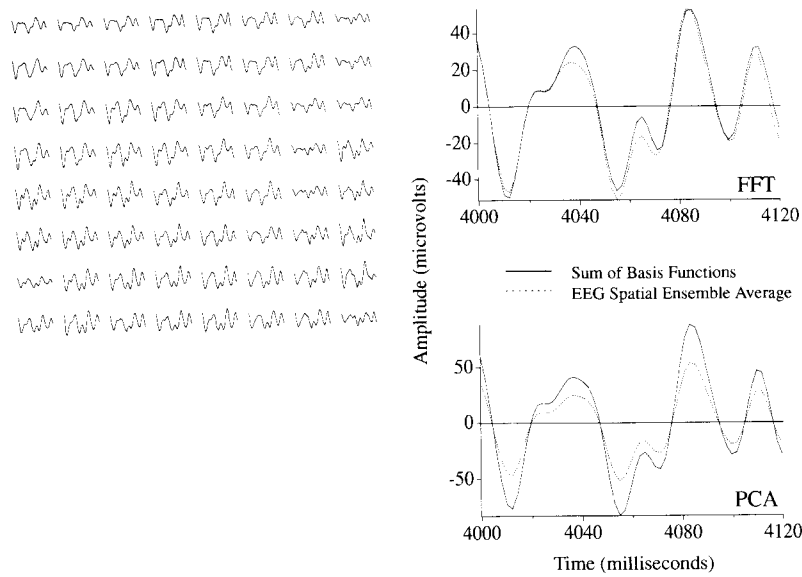 40
20
0
-20
-40
FFT
4000 4040 4080 4120
Amplitude (microvolts)
Sum of Basis Functions
EEG Spatial Ensemble Average
50
0
-50
PCA
4000 4040 4080 4120
Time (milliseconds)